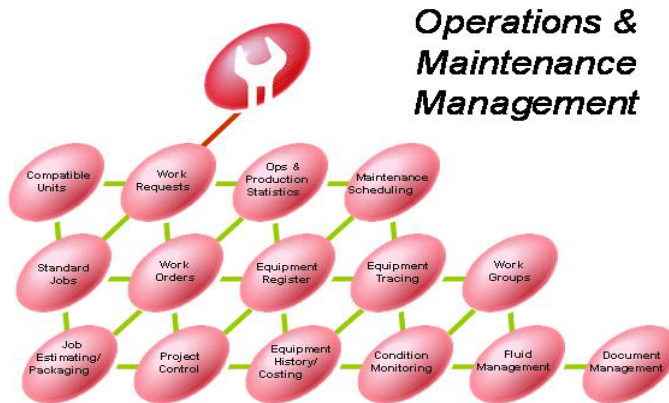 Operations &
Maintenance
Management
Compatible
Units
Work
Requests
Ops &
Production
Statistics
Maintenance
Scheduling
Standard
Jobs
Work
Orders
Equipment
Register
Equipment
Tracing
Work
Groups
Job
Estimating/
Packaging
Project
Control
Equipment
History/
Costing
Condition
Monitoring
Fluid
Management
Document
Management